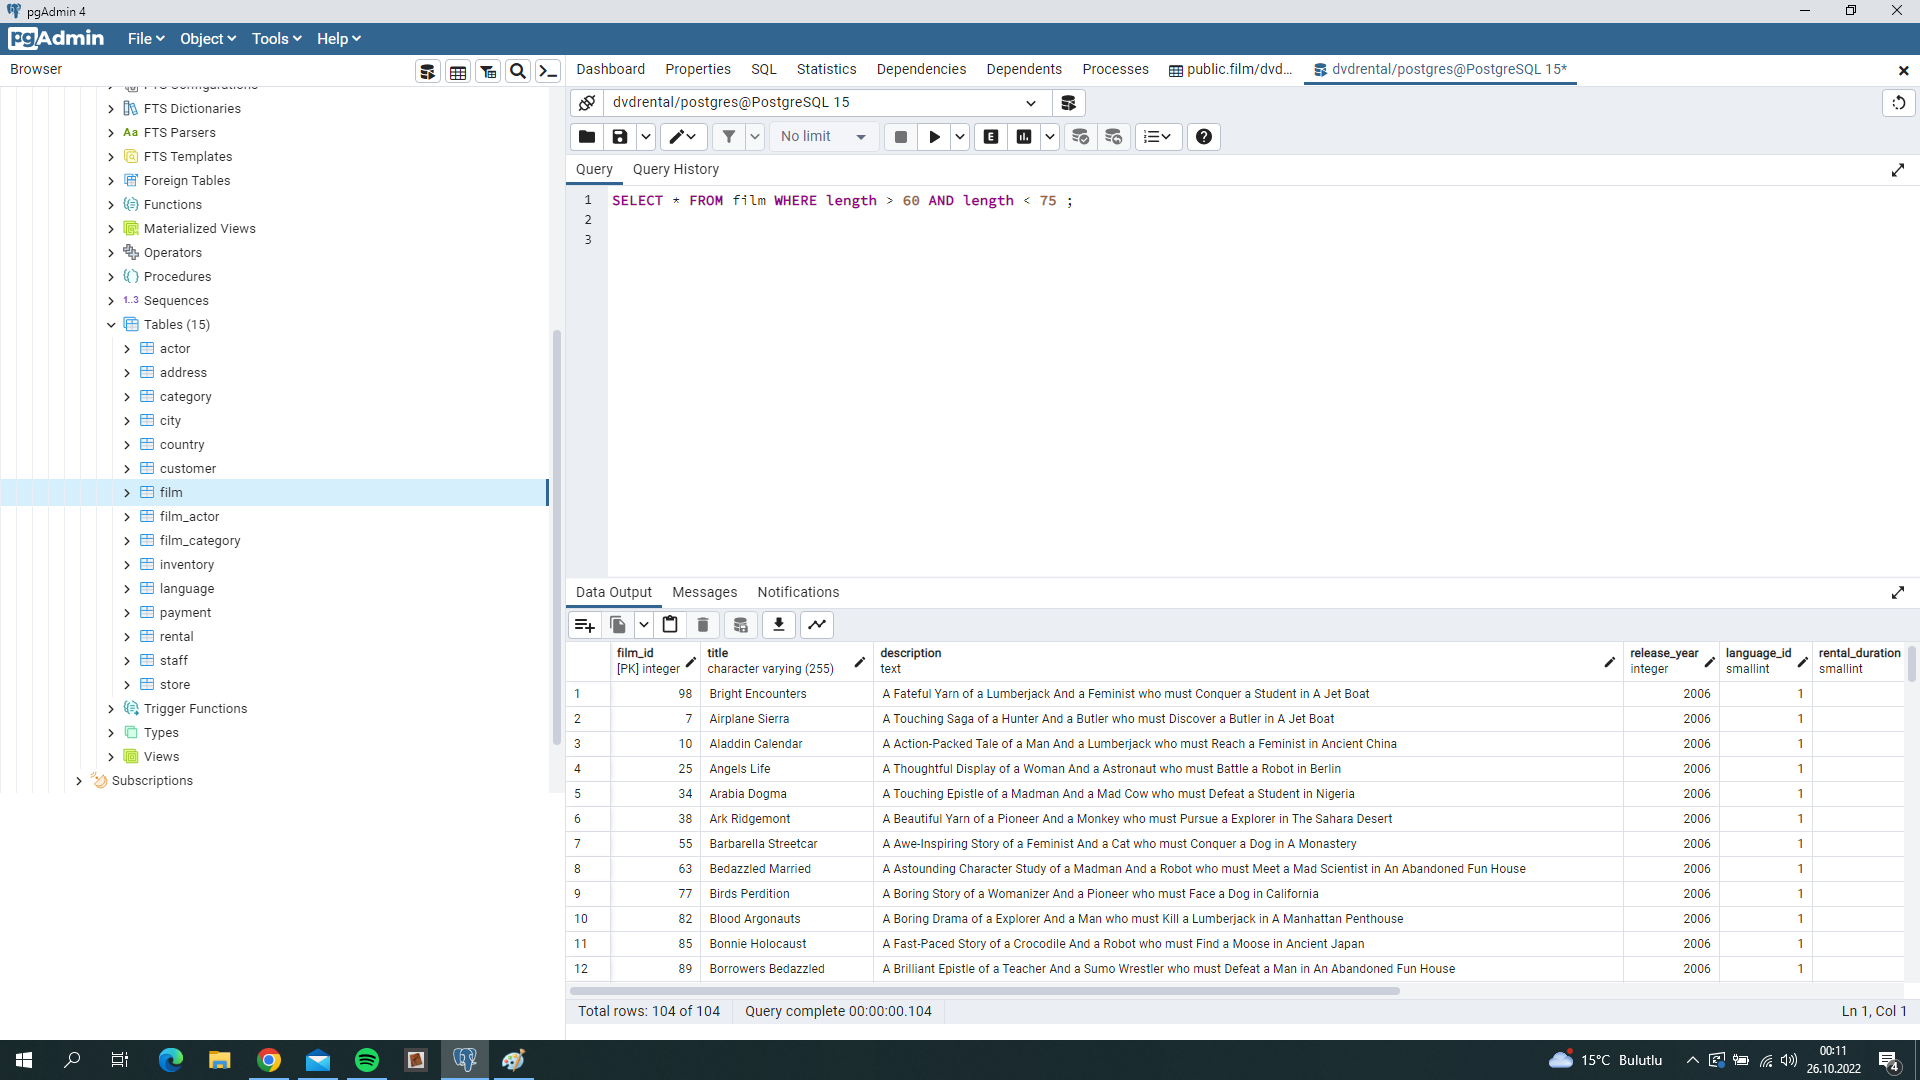 pgAdmin 4
pgAdmin File Object Tools Help
Browser
Dashboard Properties SQL Statistics Dependencies Dependents Processes public.film/dvd... dvdrental/postgres@PostgreSQL 15*
FTS Configurations
FTS Dictionaries
Aa FTS Parsers
FTS Templates
Foreign Tables
Functions
Materialized Views
Operators
Procedures
1..3 Sequences
Tables (15)
actor
address
category
city
country
customer
film
film_actor
film_category
inventory
language
payment
rental
staff
store
Trigger Functions
Types
Views
Subscriptions
dvdrental/postgres@PostgreSQL 15
No limit E
Query Query History
1 SELECT * FROM film WHERE length > 60 AND length < 75 ;
2
3
Data Output Messages Notifications
film_id title description release_year language_id rental_duration
[PK] integer character varying (255) text integer smallint smallint
1 98 Bright Encounters A Fateful Yarn of a Lumberjack And a Feminist who must Conquer a Student in A Jet Boat 2006 1
2 7 Airplane Sierra A Touching Saga of a Hunter And a Butler who must Discover a Butler in A Jet Boat 2006 1
3 10 Aladdin Calendar A Action-Packed Tale of a Man And a Lumberjack who must Reach a Feminist in Ancient China 2006 1
4 25 Angels Life A Thoughtful Display of a Woman And a Astronaut who must Battle a Robot in Berlin 2006 1
5 34 Arabia Dogma A Touching Epistle of a Madman And a Mad Cow who must Defeat a Student in Nigeria 2006 1
6 38 Ark Ridgemont A Beautiful Yarn of a Pioneer And a Monkey who must Pursue a Explorer in The Sahara Desert 2006 1
7 55 Barbarella Streetcar A Awe-Inspiring Story of a Feminist And a Cat who must Conquer a Dog in A Monastery 2006 1
8 63 Bedazzled Married A Astounding Character Study of a Madman And a Robot who must Meet a Mad Scientist in An Abandoned Fun House 2006 1
9 77 Birds Perdition A Boring Story of a Womanizer And a Pioneer who must Face a Dog in California 2006 1
10 82 Blood Argonauts A Boring Drama of a Explorer And a Man who must Kill a Lumberjack in A Manhattan Penthouse 2006 1
11 85 Bonnie Holocaust A Fast-Paced Story of a Crocodile And a Robot who must Find a Moose in Ancient Japan 2006 1
12 89 Borrowers Bedazzled A Brilliant Epistle of a Teacher And a Sumo Wrestler who must Defeat a Man in An Abandoned Fun House 2006 1
Total rows: 104 of 104 Query complete 00:00:00.104 Ln 1, Col 1
15°C Bulutlu 00:11
26.10.2022 4